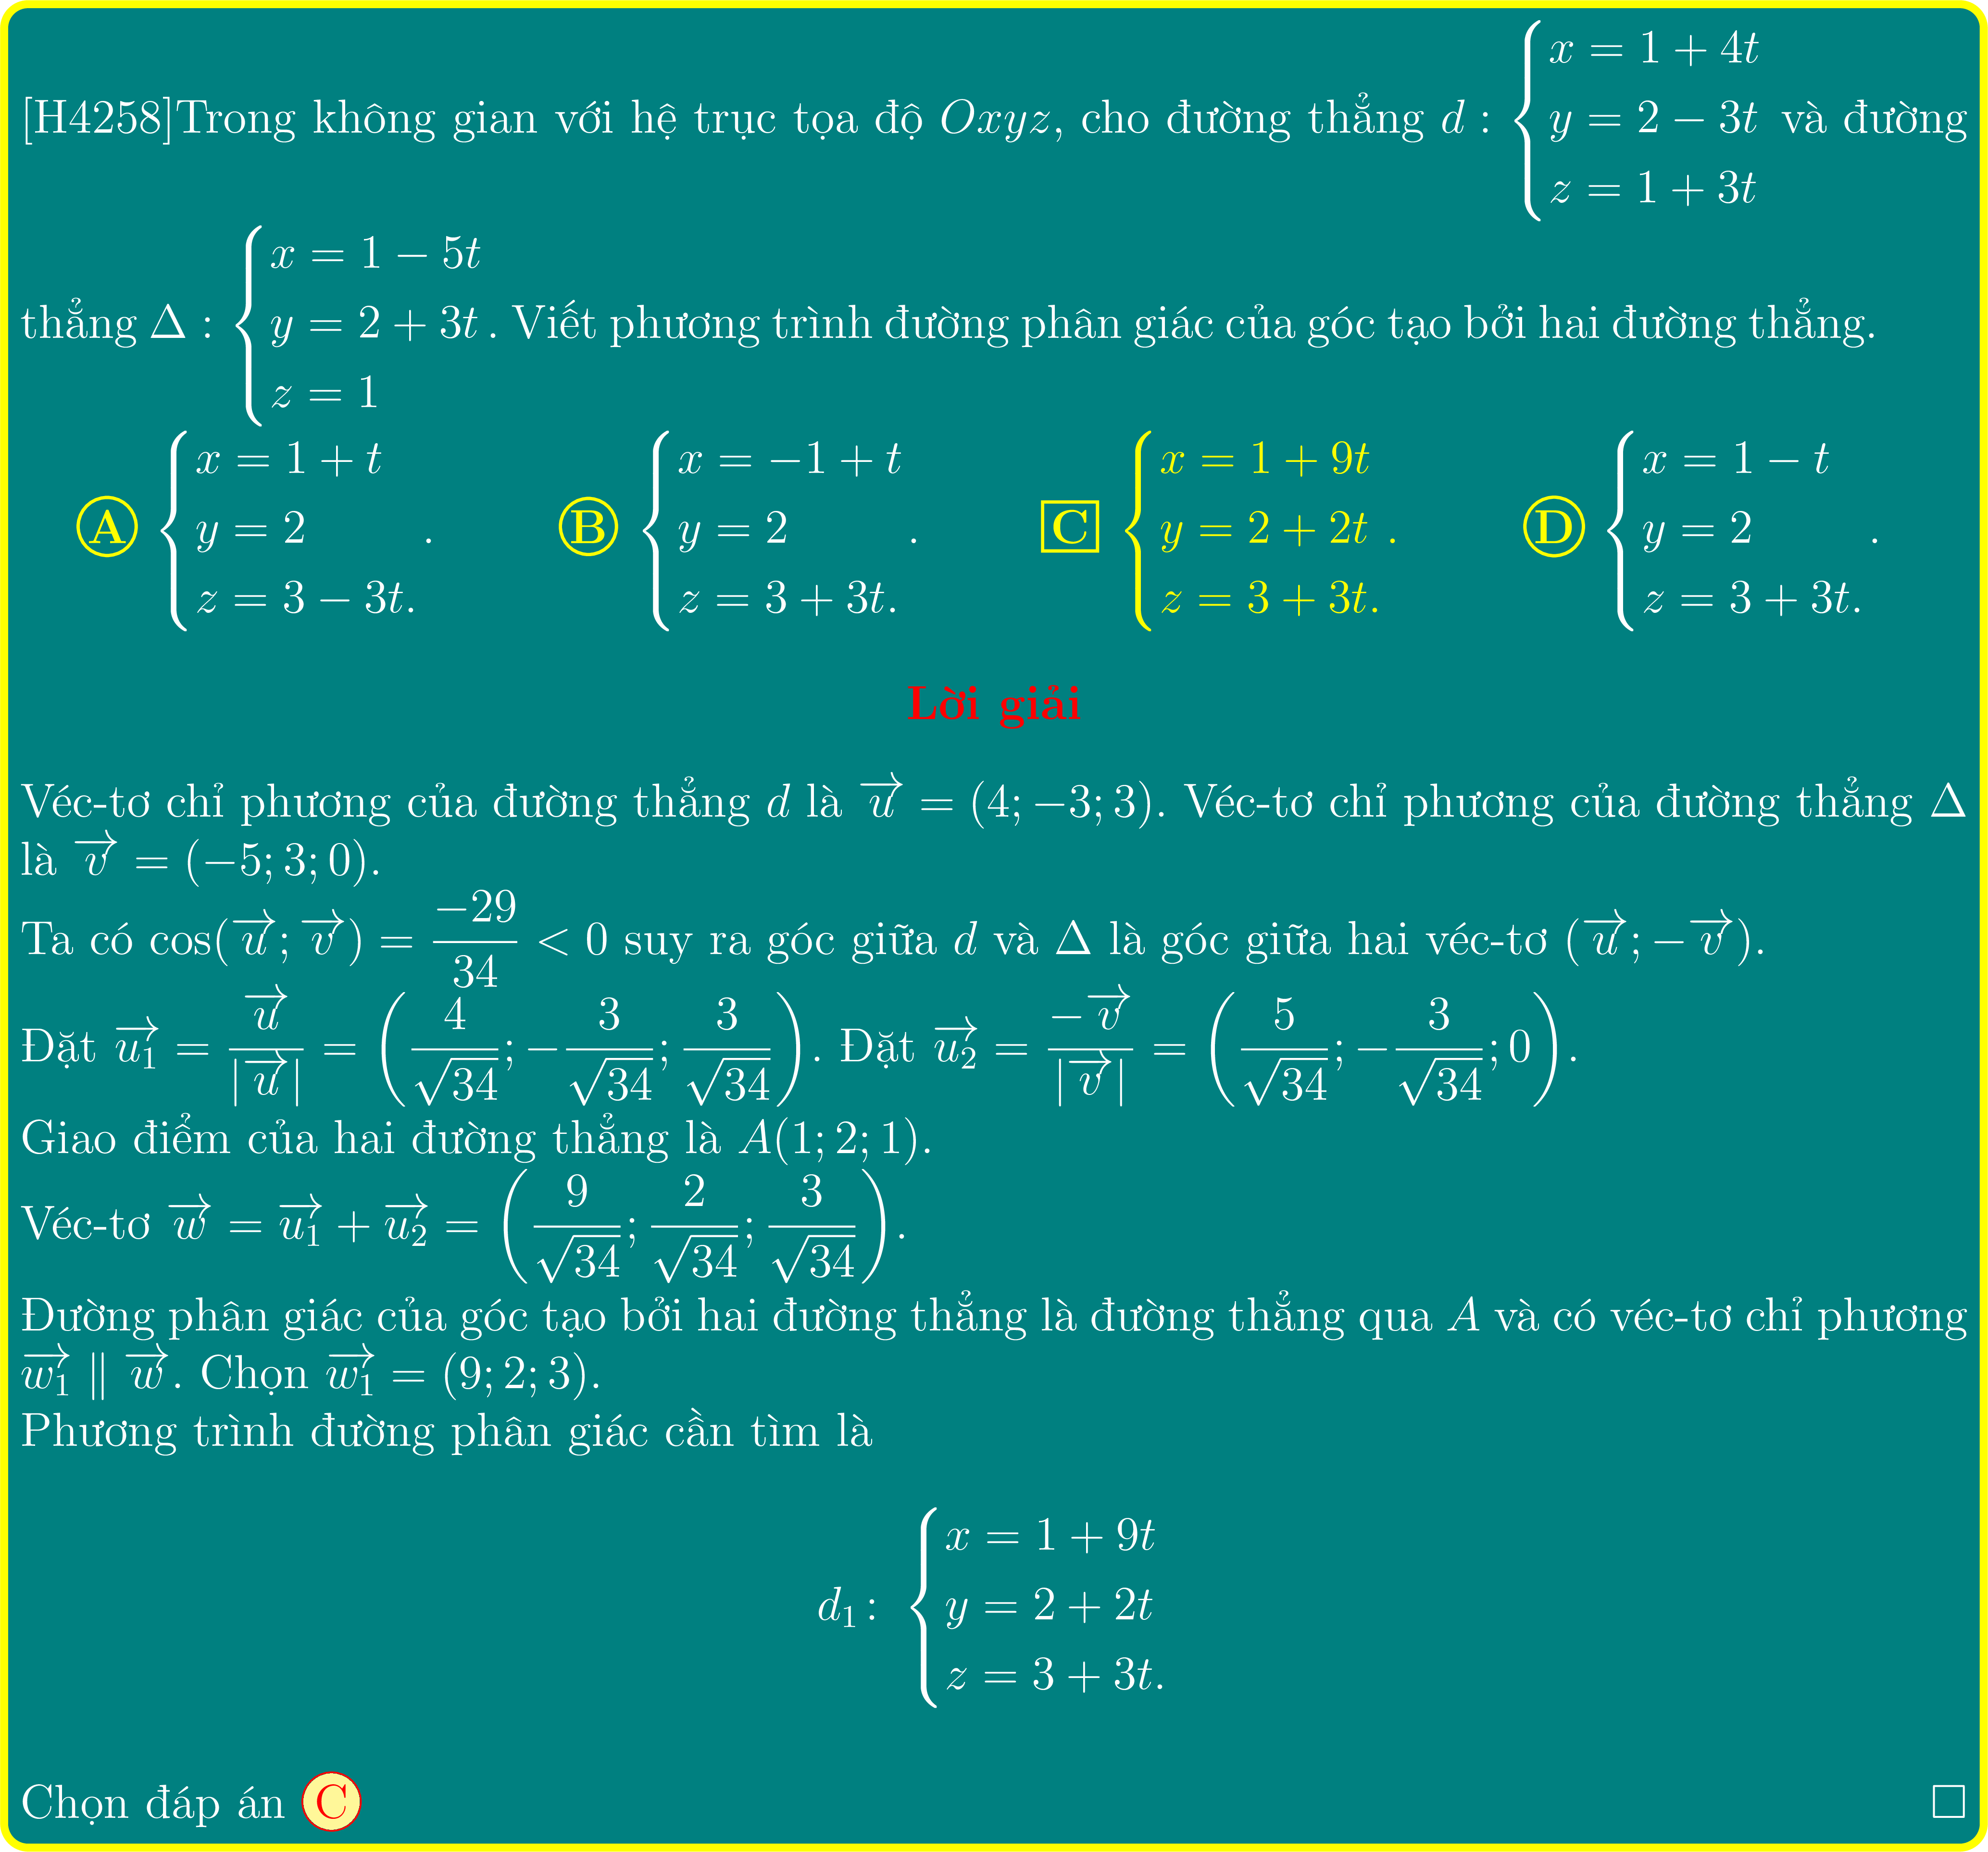 [H4258]Trong không gian với hệ trục tọa độ $Oxyz$, cho đường thẳng $d : \begin{cases} x = 1 + 4t \\ y = 2 - 3t \\ z = 1 + 3t \end{cases}$ và đường
thẳng $\Delta : \begin{cases} x = 1 - 5t \\ y = 2 + 3t \\ z = 1 \end{cases}$. Viết phương trình đường phân giác của góc tạo bởi hai đường thẳng.
A $\begin{cases} x = 1 + t \\ y = 2 \\ z = 3 - 3t. \end{cases}$. B $\begin{cases} x = -1 + t \\ y = 2 \\ z = 3 + 3t. \end{cases}$. C $\begin{cases} x = 1 + 9t \\ y = 2 + 2t \\ z = 3 + 3t. \end{cases}$. D $\begin{cases} x = 1 - t \\ y = 2 \\ z = 3 + 3t. \end{cases}$.
Lời giải
Véc-tơ chỉ phương của đường thẳng $d$ là $\overrightarrow{u} = (4; -3; 3)$. Véc-tơ chỉ phương của đường thẳng $\Delta$
là $\overrightarrow{v} = (-5; 3; 0)$.
Ta có $\cos(\overrightarrow{u}; \overrightarrow{v}) = \dfrac{-29}{34} < 0$ suy ra góc giữa $d$ và $\Delta$ là góc giữa hai véc-tơ $(\overrightarrow{u}; -\overrightarrow{v})$.
Đặt $\overrightarrow{u_1} = \dfrac{\overrightarrow{u}}{|\overrightarrow{u}|} = \left(\dfrac{4}{\sqrt{34}}; -\dfrac{3}{\sqrt{34}}; \dfrac{3}{\sqrt{34}}\right)$. Đặt $\overrightarrow{u_2} = \dfrac{-\overrightarrow{v}}{|\overrightarrow{v}|} = \left(\dfrac{5}{\sqrt{34}}; -\dfrac{3}{\sqrt{34}}; 0\right)$.
Giao điểm của hai đường thẳng là $A(1; 2; 1)$.
Véc-tơ $\overrightarrow{w} = \overrightarrow{u_1} + \overrightarrow{u_2} = \left(\dfrac{9}{\sqrt{34}}; \dfrac{2}{\sqrt{34}}; \dfrac{3}{\sqrt{34}}\right)$.
Đường phân giác của góc tạo bởi hai đường thẳng là đường thẳng qua $A$ và có véc-tơ chỉ phương
$\overrightarrow{w_1} \parallel \overrightarrow{w}$. Chọn $\overrightarrow{w_1} = (9; 2; 3)$.
Phương trình đường phân giác cần tìm là
$d_1 : \begin{cases} x = 1 + 9t \\ y = 2 + 2t \\ z = 3 + 3t. \end{cases}$
Chọn đáp án C □